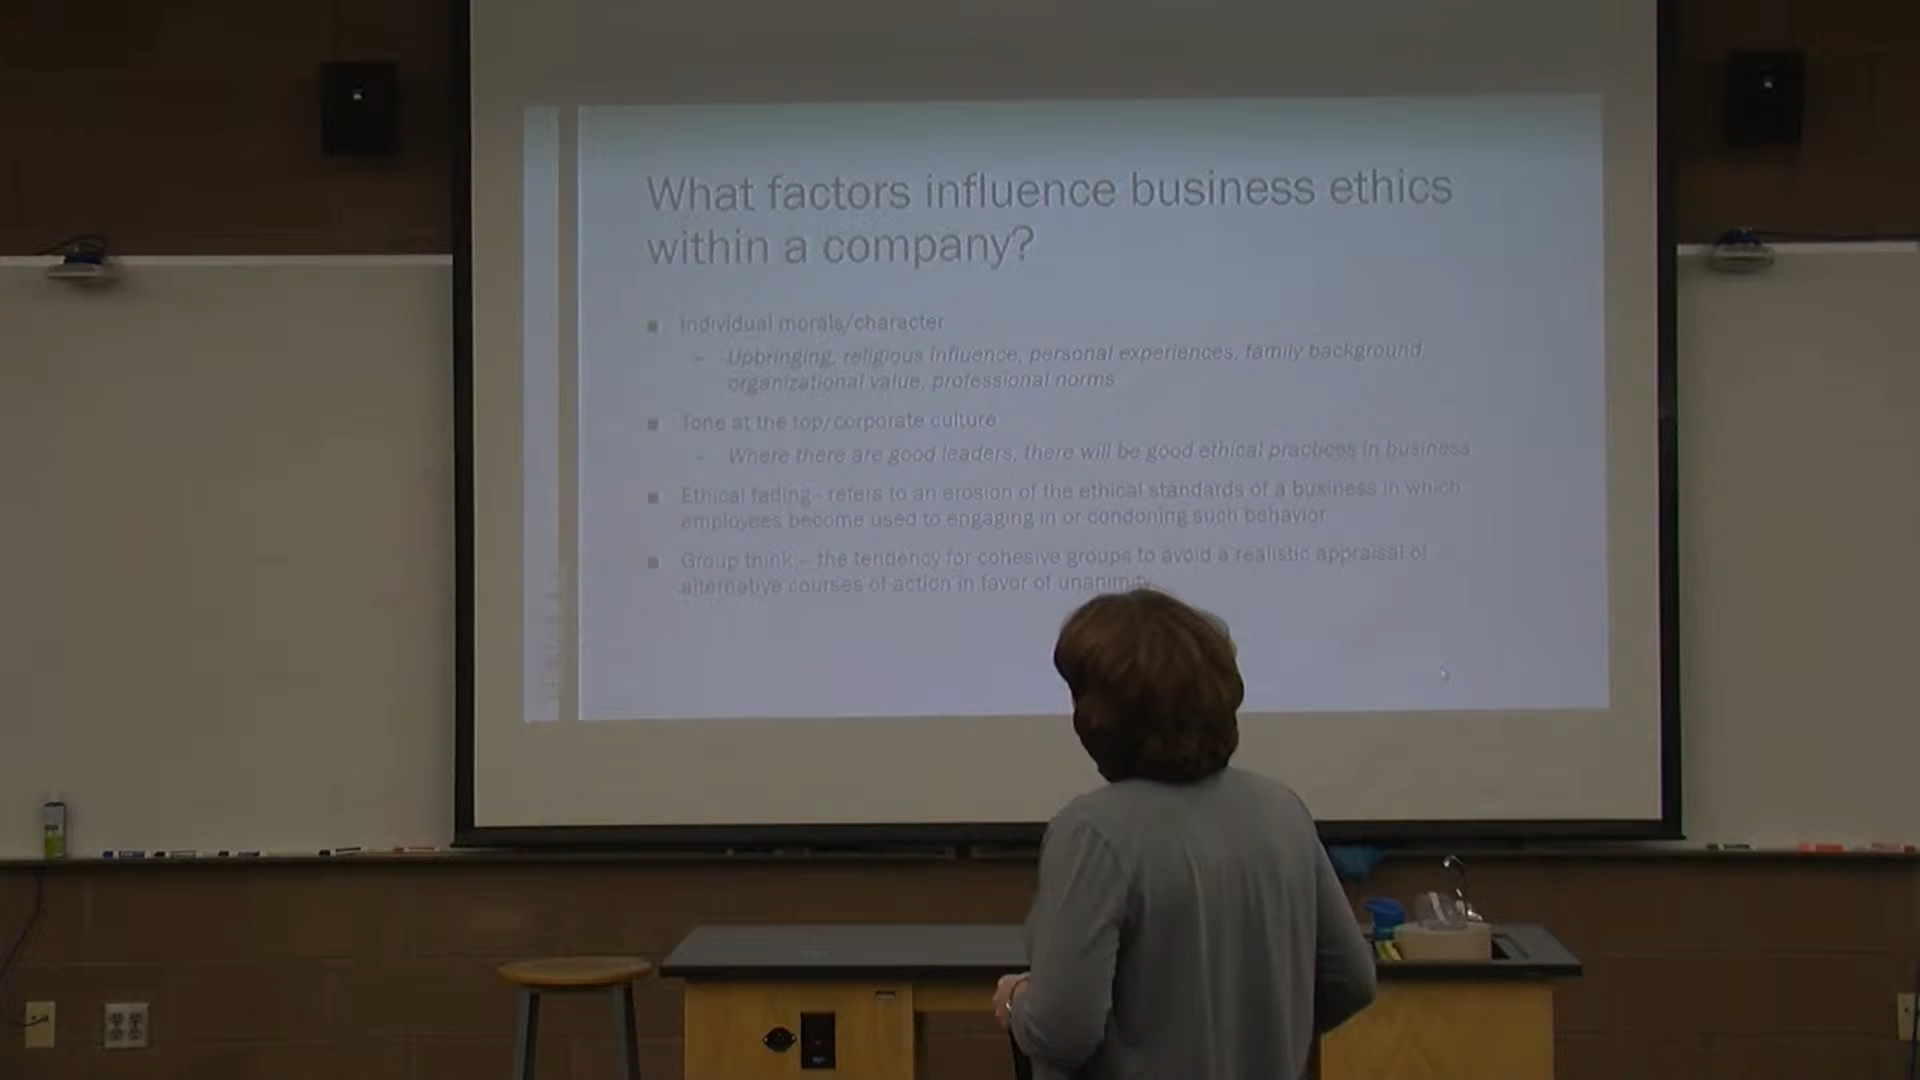 What factors influence business ethics
within a company?
■ Individual morals/character
– Upbringing, religious influence, personal experiences, family background,
organizational value, professional norms
■ Tone at the top/corporate culture
– Where there are good leaders, there will be good ethical practices in business
■ Ethical fading - refers to an erosion of the ethical standards of a business in which
employees become used to engaging in or condoning such behavior
■ Group think – the tendency for cohesive groups to avoid a realistic appraisal of
alternative courses of action in favor of unanimity